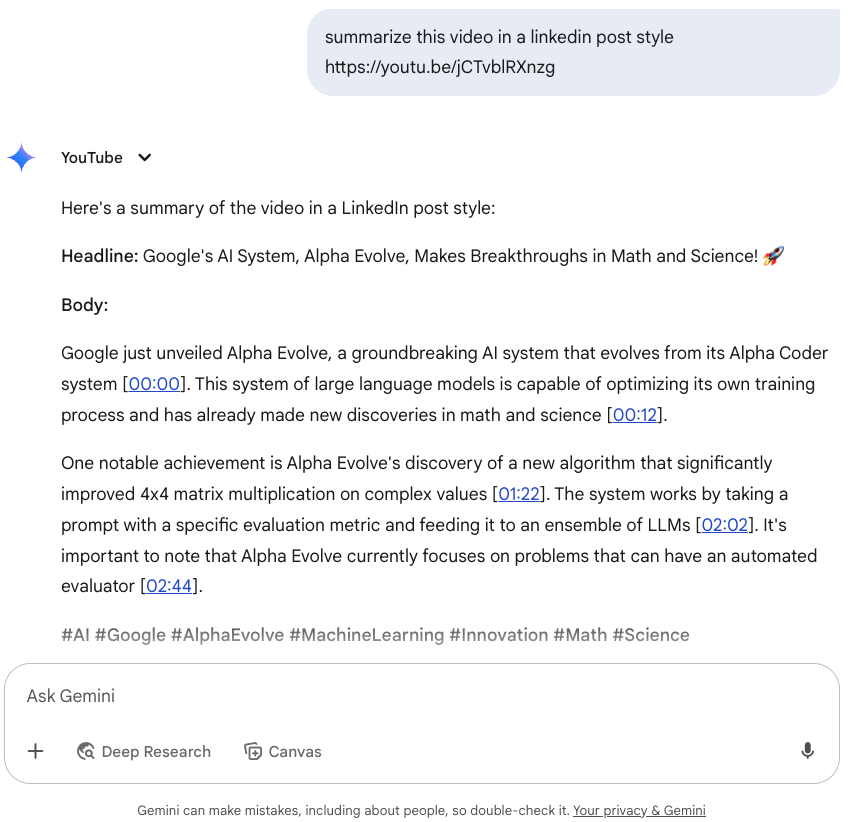 summarize this video in a linkedin post style
https://youtu.be/jCTvblRXnzg
YouTube
Here's a summary of the video in a LinkedIn post style:
Headline: Google's AI System, Alpha Evolve, Makes Breakthroughs in Math and Science! 🚀
Body:
Google just unveiled Alpha Evolve, a groundbreaking AI system that evolves from its Alpha Coder
system [00:00]. This system of large language models is capable of optimizing its own training
process and has already made new discoveries in math and science [00:12].
One notable achievement is Alpha Evolve's discovery of a new algorithm that significantly
improved 4x4 matrix multiplication on complex values [01:22]. The system works by taking a
prompt with a specific evaluation metric and feeding it to an ensemble of LLMs [02:02]. It's
important to note that Alpha Evolve currently focuses on problems that can have an automated
evaluator [02:44].
#AI #Google #AlphaEvolve #MachineLearning #Innovation #Math #Science
Ask Gemini
Deep Research
Canvas
Gemini can make mistakes, including about people, so double-check it. Your privacy & Gemini